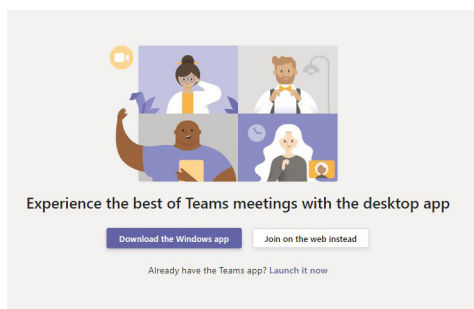 Experience the best of Teams meetings with the desktop app
Download the Windows app
Join on the web instead
Already have the Teams app? Launch it now